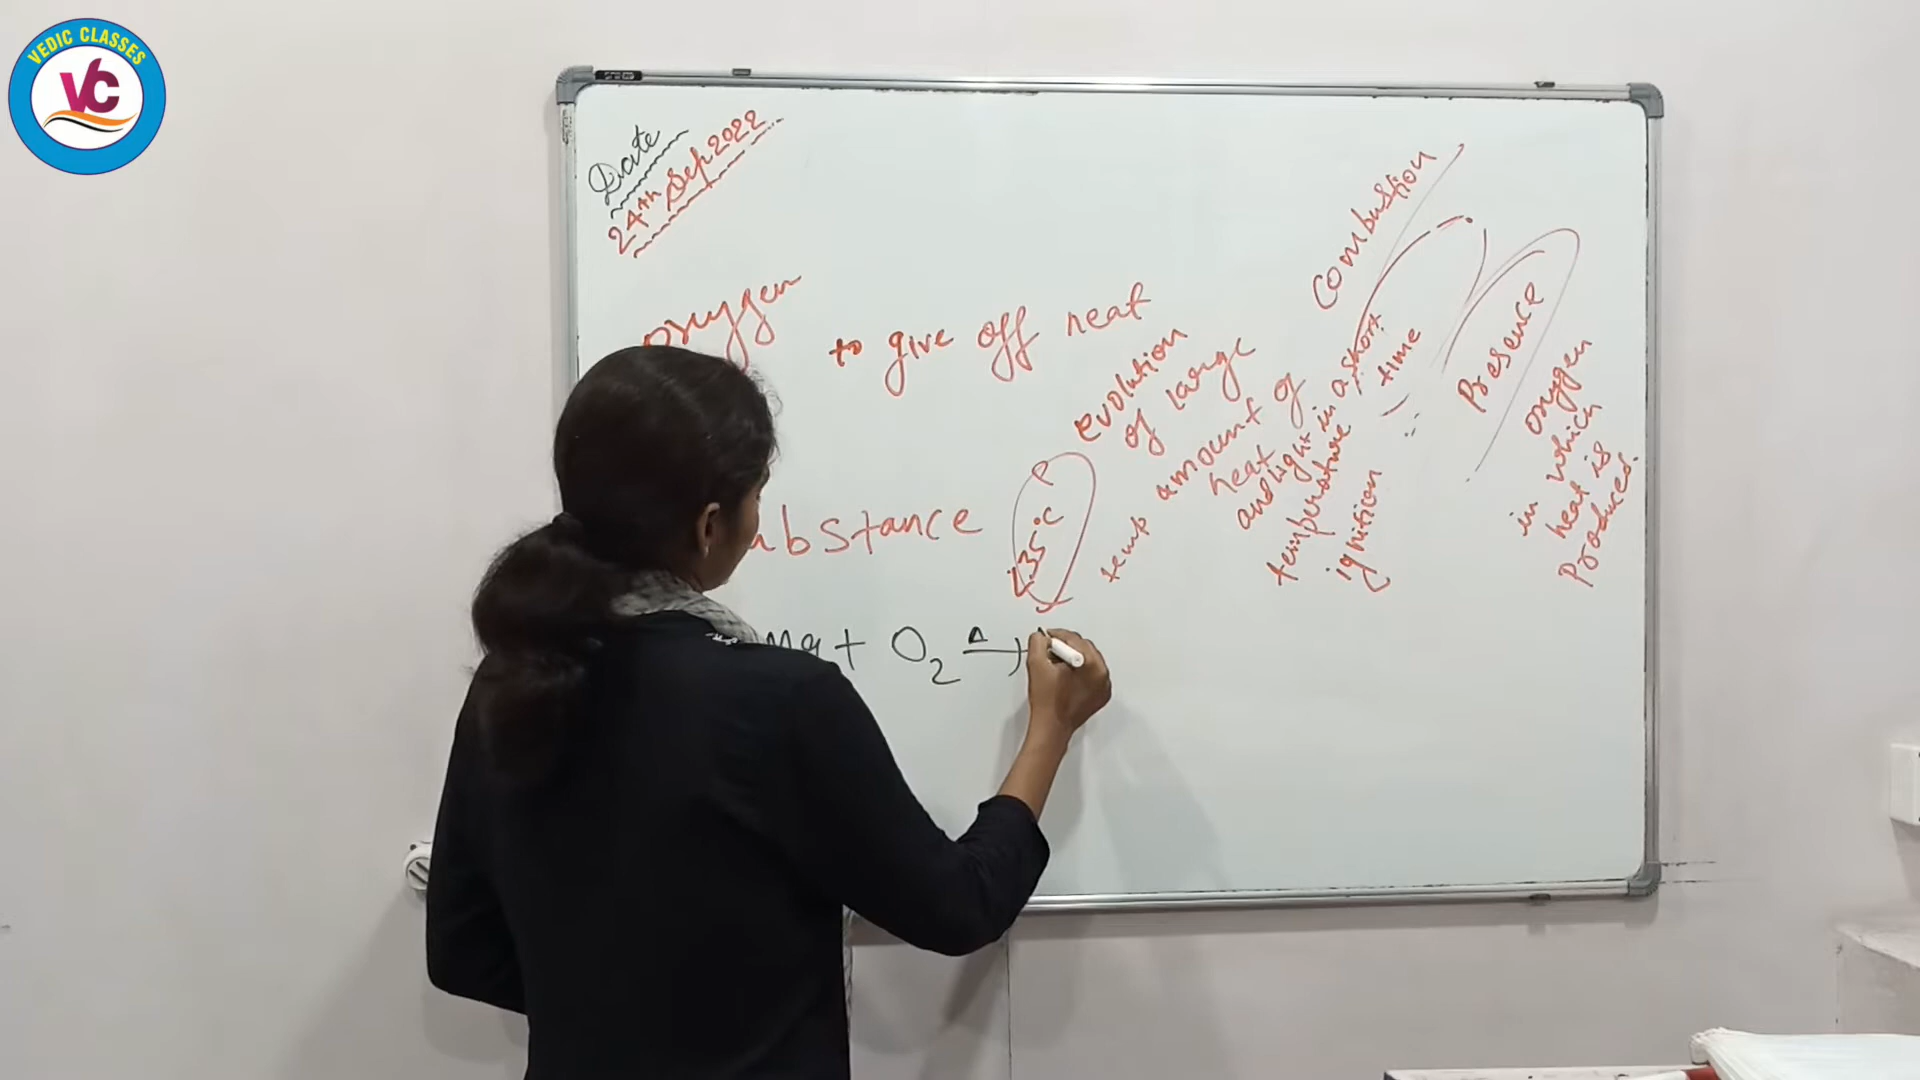 VEDIC CLASSES
VC
Date
24th Sep 2022
oxygen
to give off heat
Substance
235°C
temp
Mg + O2 Δ→
evolution
of large
amount of
heat
and light in a short
time
temperature
ignition
Combustion
Presence
oxygen
in which
heat is
Produced.